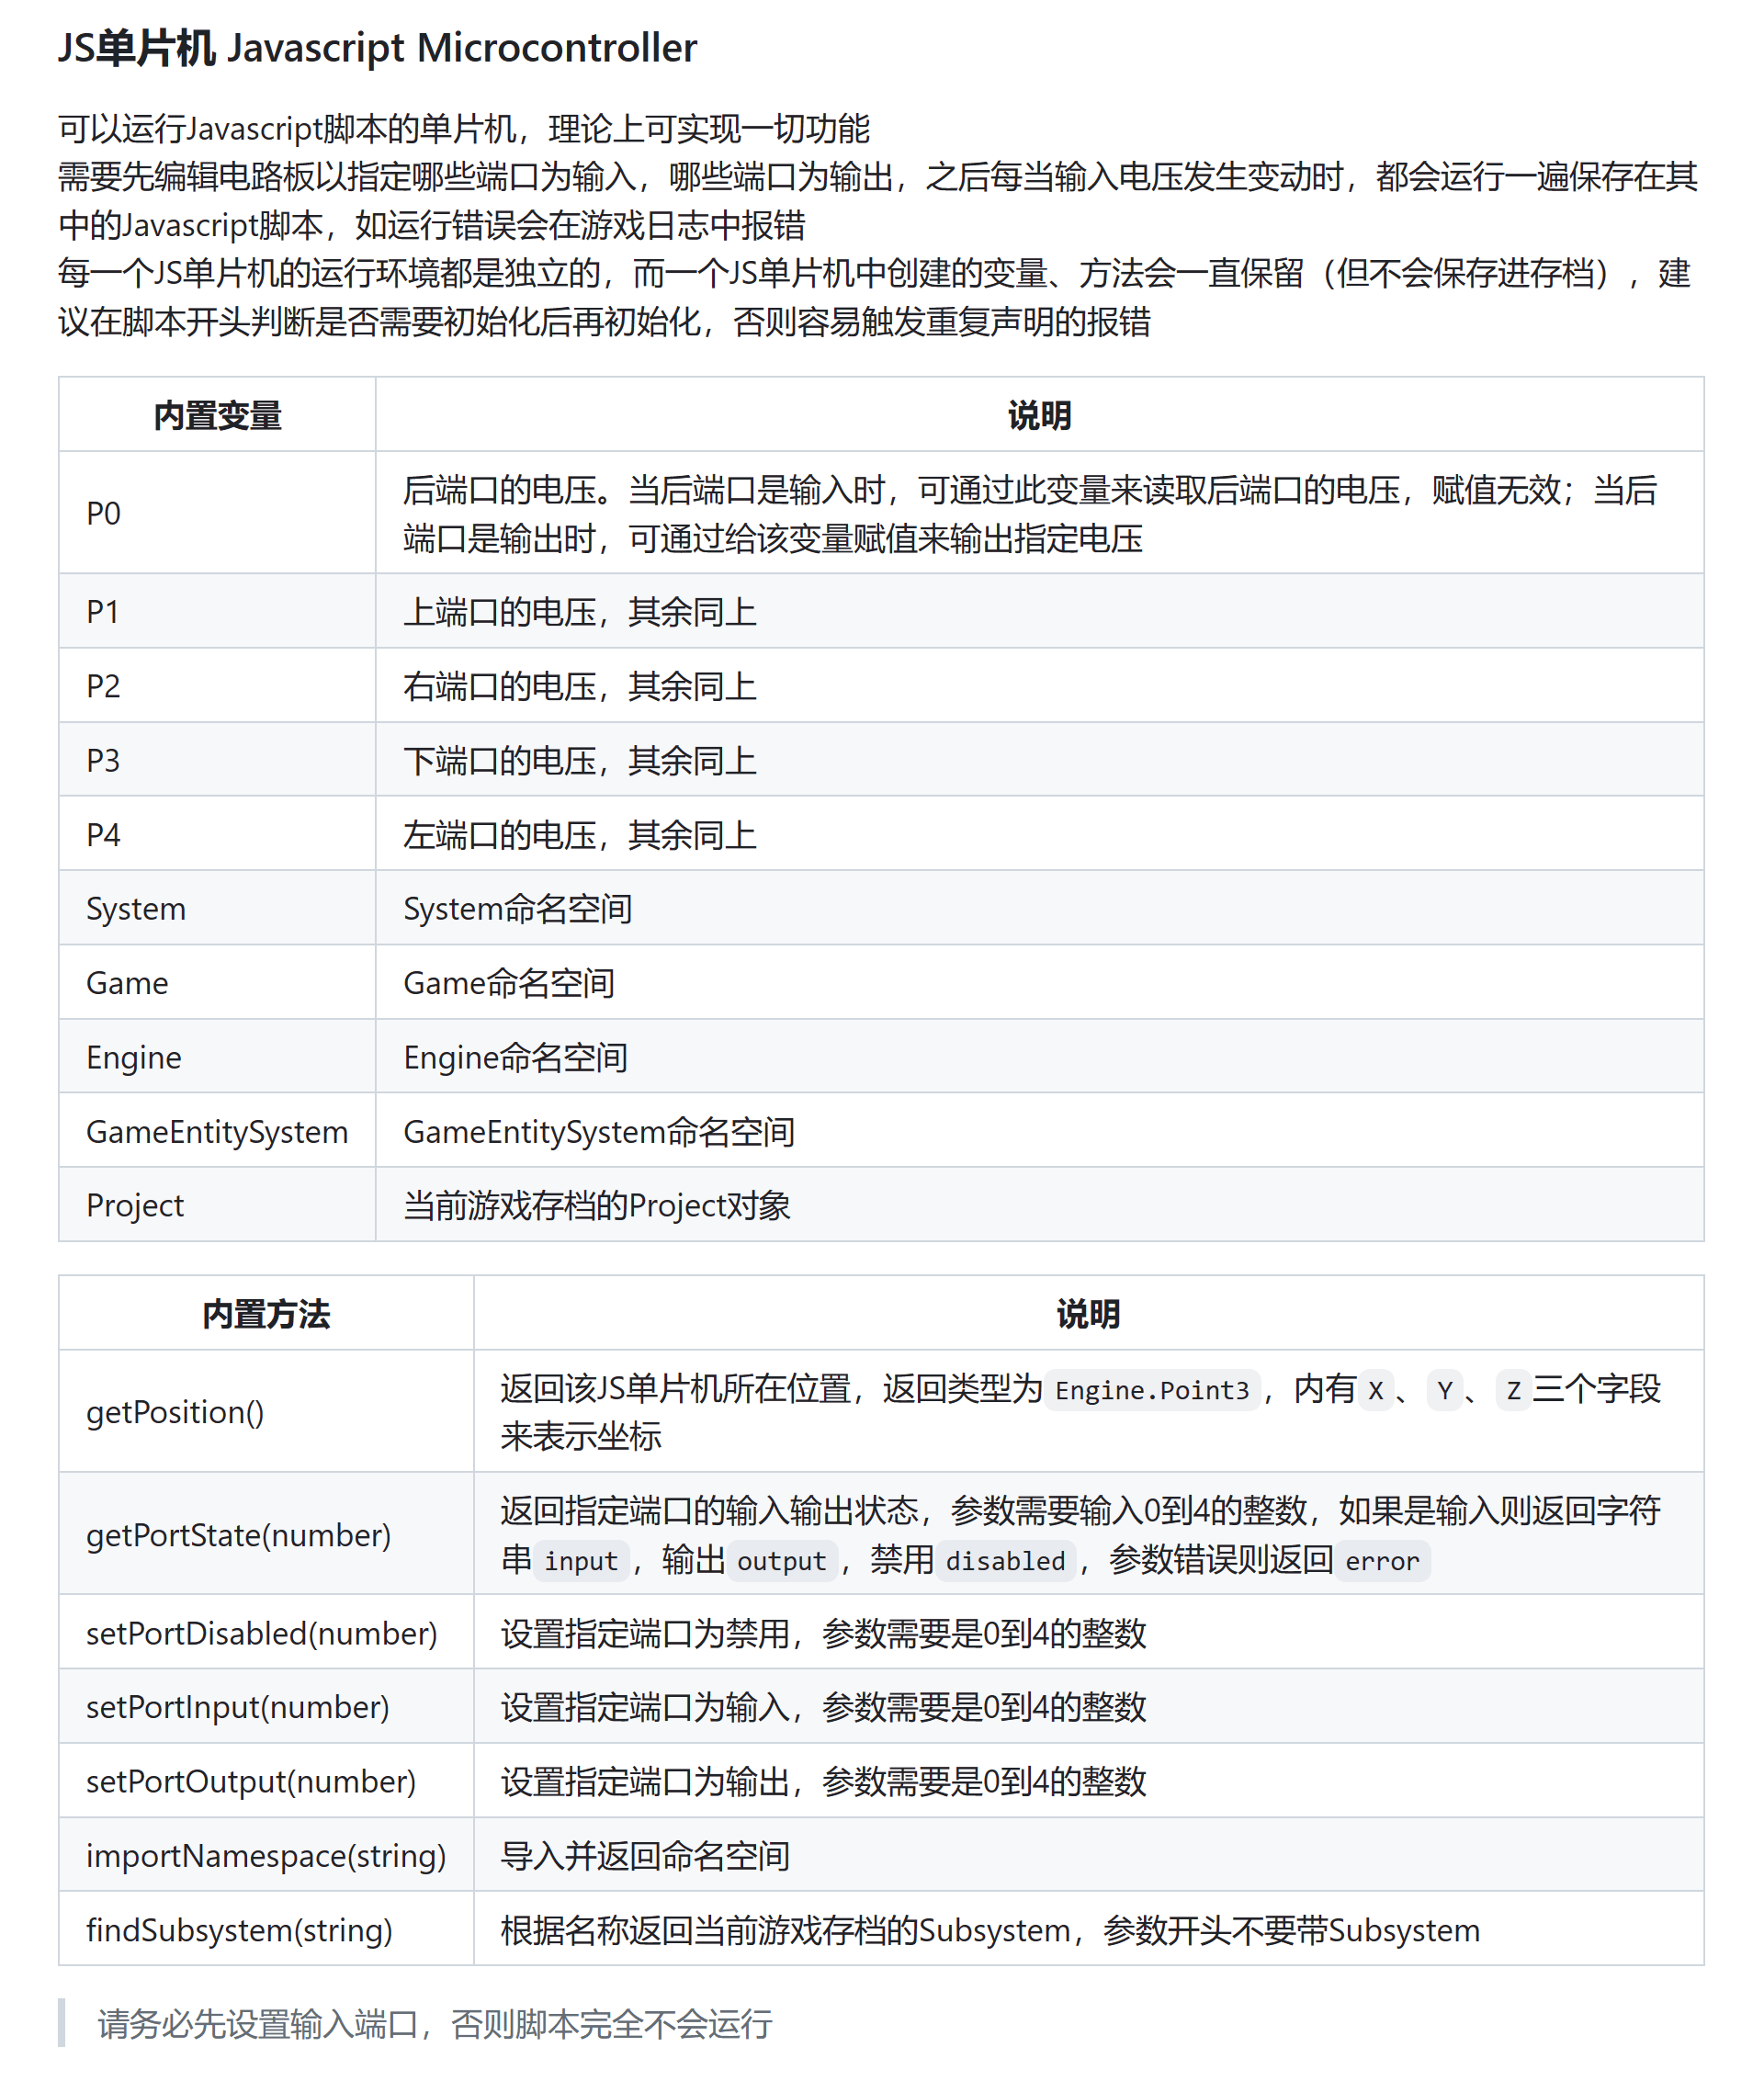 JS单片机 Javascript Microcontroller
可以运行Javascript脚本的单片机，理论上可实现一切功能
需要先编辑电路板以指定哪些端口为输入，哪些端口为输出，之后每当输入电压发生变动时，都会运行一遍保存在其
中的Javascript脚本，如运行错误会在游戏日志中报错
每一个JS单片机的运行环境都是独立的，而一个JS单片机中创建的变量、方法会一直保留（但不会保存进存档），建
议在脚本开头判断是否需要初始化后再初始化，否则容易触发重复声明的报错
内置变量 说明
P0 后端口的电压。当后端口是输入时，可通过此变量来读取后端口的电压，赋值无效；当后
端口是输出时，可通过给该变量赋值来输出指定电压
P1 上端口的电压，其余同上
P2 右端口的电压，其余同上
P3 下端口的电压，其余同上
P4 左端口的电压，其余同上
System System命名空间
Game Game命名空间
Engine Engine命名空间
GameEntitySystem GameEntitySystem命名空间
Project 当前游戏存档的Project对象
内置方法 说明
getPosition() 返回该JS单片机所在位置，返回类型为 Engine.Point3 ，内有 X 、 Y 、 Z 三个字段
来表示坐标
getPortState(number) 返回指定端口的输入输出状态，参数需要输入0到4的整数，如果是输入则返回字符
串 input ，输出 output ，禁用 disabled ，参数错误则返回 error
setPortDisabled(number) 设置指定端口为禁用，参数需要是0到4的整数
setPortInput(number) 设置指定端口为输入，参数需要是0到4的整数
setPortOutput(number) 设置指定端口为输出，参数需要是0到4的整数
importNamespace(string) 导入并返回命名空间
findSubsystem(string) 根据名称返回当前游戏存档的Subsystem，参数开头不要带Subsystem
请务必先设置输入端口，否则脚本完全不会运行